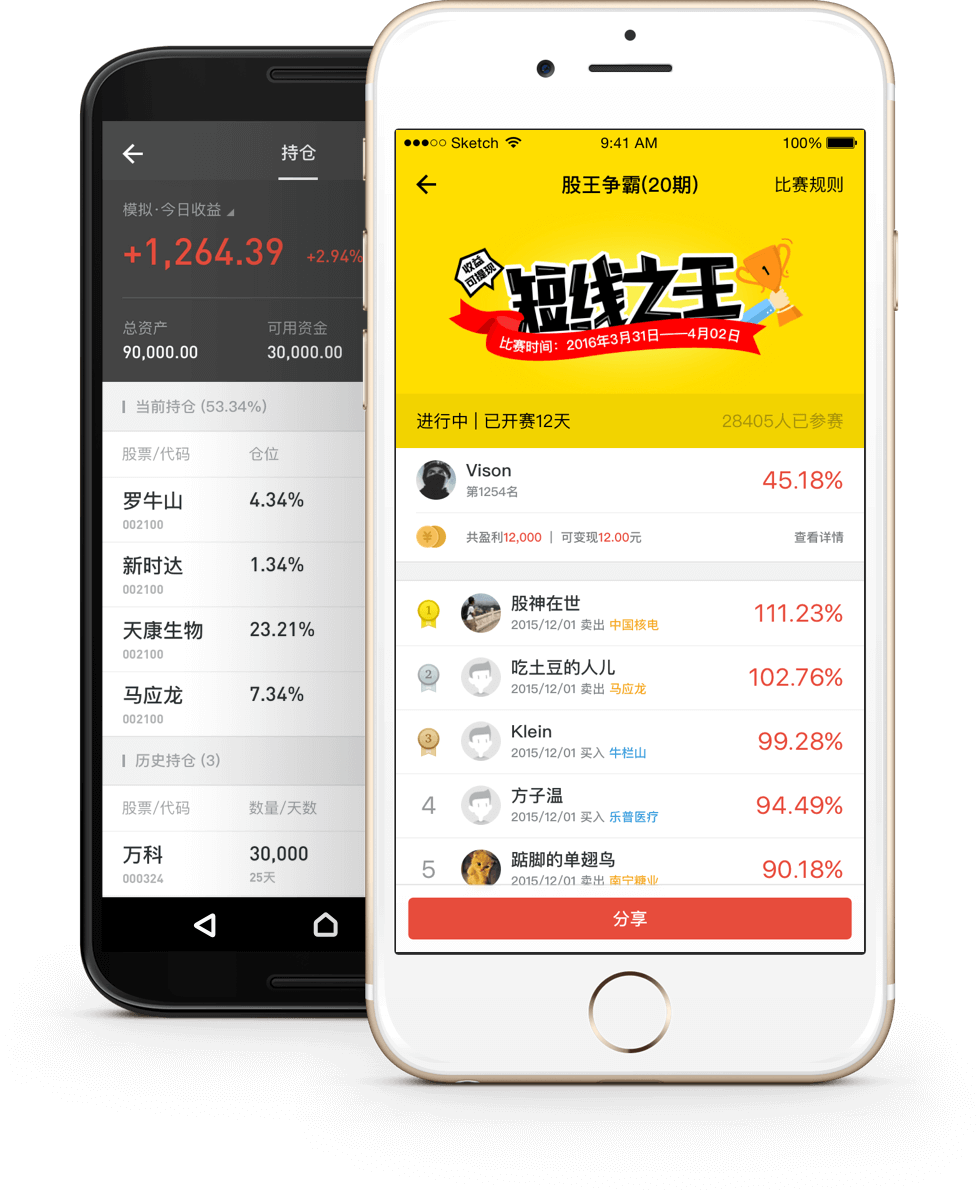 持仓
模拟·今日收益
+1,264.39 +2.94%
总资产 可用资金
90,000.00 30,000.00
当前持仓 (53.34%)
股票/代码 仓位
罗牛山 4.34%
002100
新时达 1.34%
002100
天康生物 23.21%
002100
马应龙 7.34%
002100
历史持仓 (3)
股票/代码 数量/天数
万科 30,000
000324 25天
Sketch 9:41 AM 100%
股王争霸(20期) 比赛规则
收益
可提现
短线之王
1
比赛时间：2016年3月31日——4月02日
进行中 | 已开赛12天 28405人已参赛
Vison 45.18%
第1254名
¥ 共盈利12,000 | 可变现12.00元 查看详情
1 股神在世 111.23%
2015/12/01 卖出 中国核电
2 吃土豆的人儿 102.76%
2015/12/01 卖出 马应龙
3 Klein 99.28%
2015/12/01 买入 牛栏山
4 方子温 94.49%
2015/12/01 买入 乐普医疗
5 踮脚的单翅鸟 90.18%
2015/12/01 卖出 南宁糖业
分享